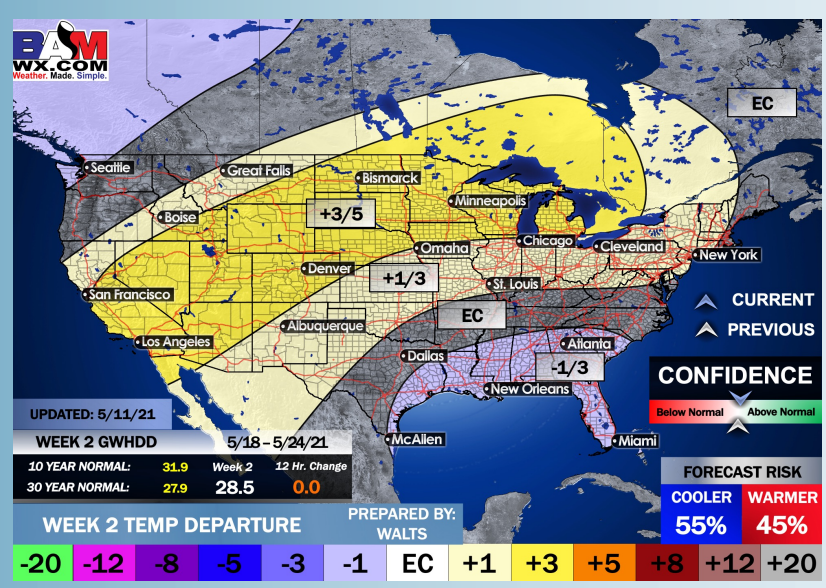 BAM
WX.COM
Weather. Made. Simple.
EC
Seattle
Great Falls
Bismarck
Minneapolis
Boise
+3/5
Omaha
Chicago
Cleveland
New York
Denver
+1/3
St. Louis
San Francisco
EC
Albuquerque
Los Angeles
Dallas
Atlanta
-1/3
New Orleans
McAllen
Miami
CURRENT
PREVIOUS
CONFIDENCE
Below Normal Above Normal
UPDATED: 5/11/21
WEEK 2 GWHDD 5/18 – 5/24/21
10 YEAR NORMAL: 31.9 Week 2 12 Hr. Change
30 YEAR NORMAL: 27.9 28.5 0.0
FORECAST RISK
COOLER WARMER
55% 45%
WEEK 2 TEMP DEPARTURE
PREPARED BY:
WALTS
-20 -12 -8 -5 -3 -1 EC +1 +3 +5 +8 +12 +20